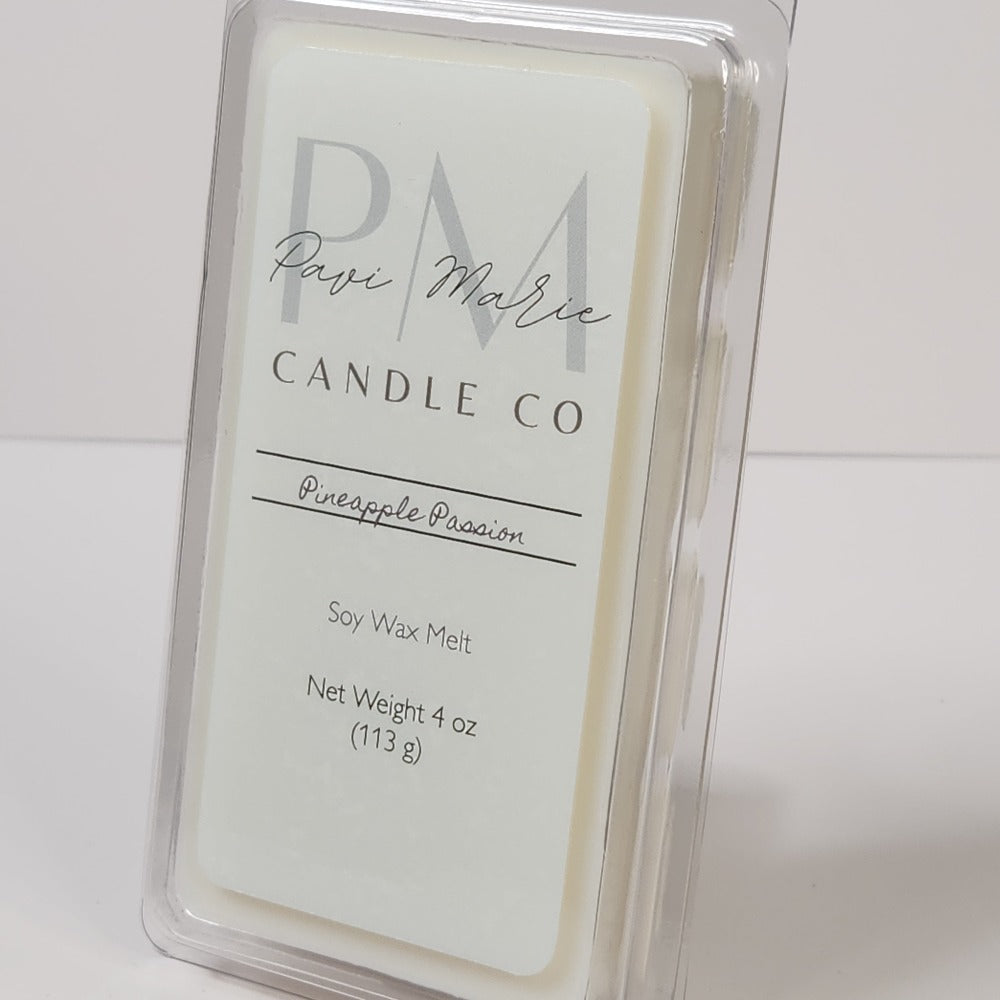 PM
Pavi Marie
CANDLE CO
Pineapple Passion
Soy Wax Melt
Net Weight 4 oz
(113 g)